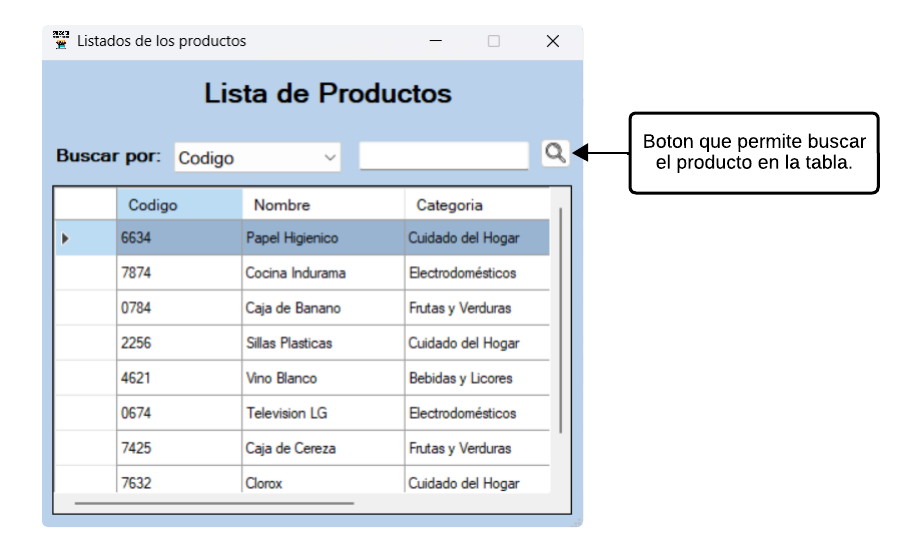 Listados de los productos
Lista de Productos
Buscar por: Codigo
Boton que permite buscar
el producto en la tabla.
Codigo Nombre Categoria
6634 Papel Higienico Cuidado del Hogar
7874 Cocina Indurama Electrodomésticos
0784 Caja de Banano Frutas y Verduras
2256 Sillas Plasticas Cuidado del Hogar
4621 Vino Blanco Bebidas y Licores
0674 Television LG Electrodomésticos
7425 Caja de Cereza Frutas y Verduras
7632 Clorox Cuidado del Hogar